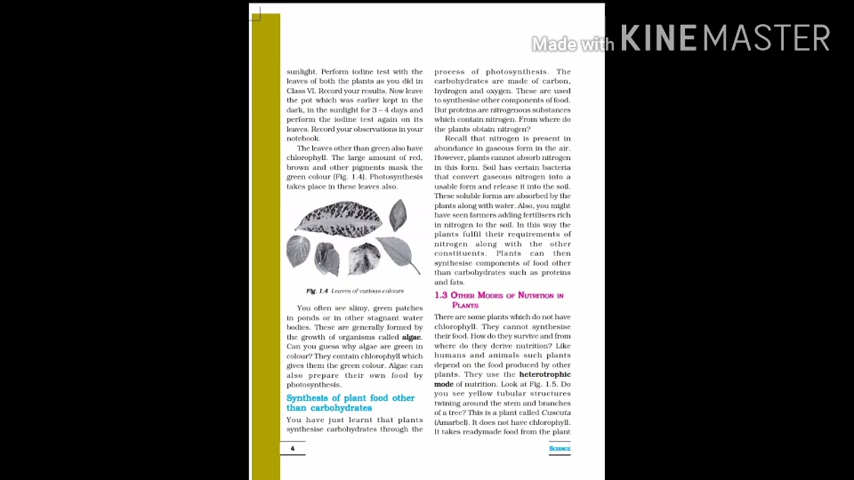 Made with KINEMASTER
sunlight. Perform iodine test with the
leaves of both the plants as you did in
Class VI. Record your results. Now leave
the pot which was earlier kept in the
dark, in the sunlight for 3 – 4 days and
perform the iodine test again on its
leaves. Record your observations in your
notebook.
The leaves other than green also have
chlorophyll. The large amount of red,
brown and other pigments mask the
green colour (Fig. 1.4). Photosynthesis
takes place in these leaves also.
Fig. 1.4 Leaves of various colours
You often see slimy, green patches
in ponds or in other stagnant water
bodies. These are generally formed by
the growth of organisms called algae.
Can you guess why algae are green in
colour? They contain chlorophyll which
gives them the green colour. Algae can
also prepare their own food by
photosynthesis.
Synthesis of plant food other
than carbohydrates
You have just learnt that plants
synthesise carbohydrates through the
process of photosynthesis. The
carbohydrates are made of carbon,
hydrogen and oxygen. These are used
to synthesise other components of food.
But proteins are nitrogenous substances
which contain nitrogen. From where do
the plants obtain nitrogen?
Recall that nitrogen is present in
abundance in gaseous form in the air.
However, plants cannot absorb nitrogen
in this form. Soil has certain bacteria
that convert gaseous nitrogen into a
usable form and release it into the soil.
These soluble forms are absorbed by the
plants along with water. Also, you might
have seen farmers adding fertilisers rich
in nitrogen to the soil. In this way the
plants fulfil their requirements of
nitrogen along with the other
constituents. Plants can then
synthesise components of food other
than carbohydrates such as proteins
and fats.
1.3 OTHER MODES OF NUTRITION IN
PLANTS
There are some plants which do not have
chlorophyll. They cannot synthesise
their food. How do they survive and from
where do they derive nutrition? Like
humans and animals such plants
depend on the food produced by other
plants. They use the heterotrophic
mode of nutrition. Look at Fig. 1.5. Do
you see yellow tubular structures
twining around the stem and branches
of a tree? This is a plant called Cuscuta
(Amarbel). It does not have chlorophyll.
It takes readymade food from the plant
4
SCIENCE